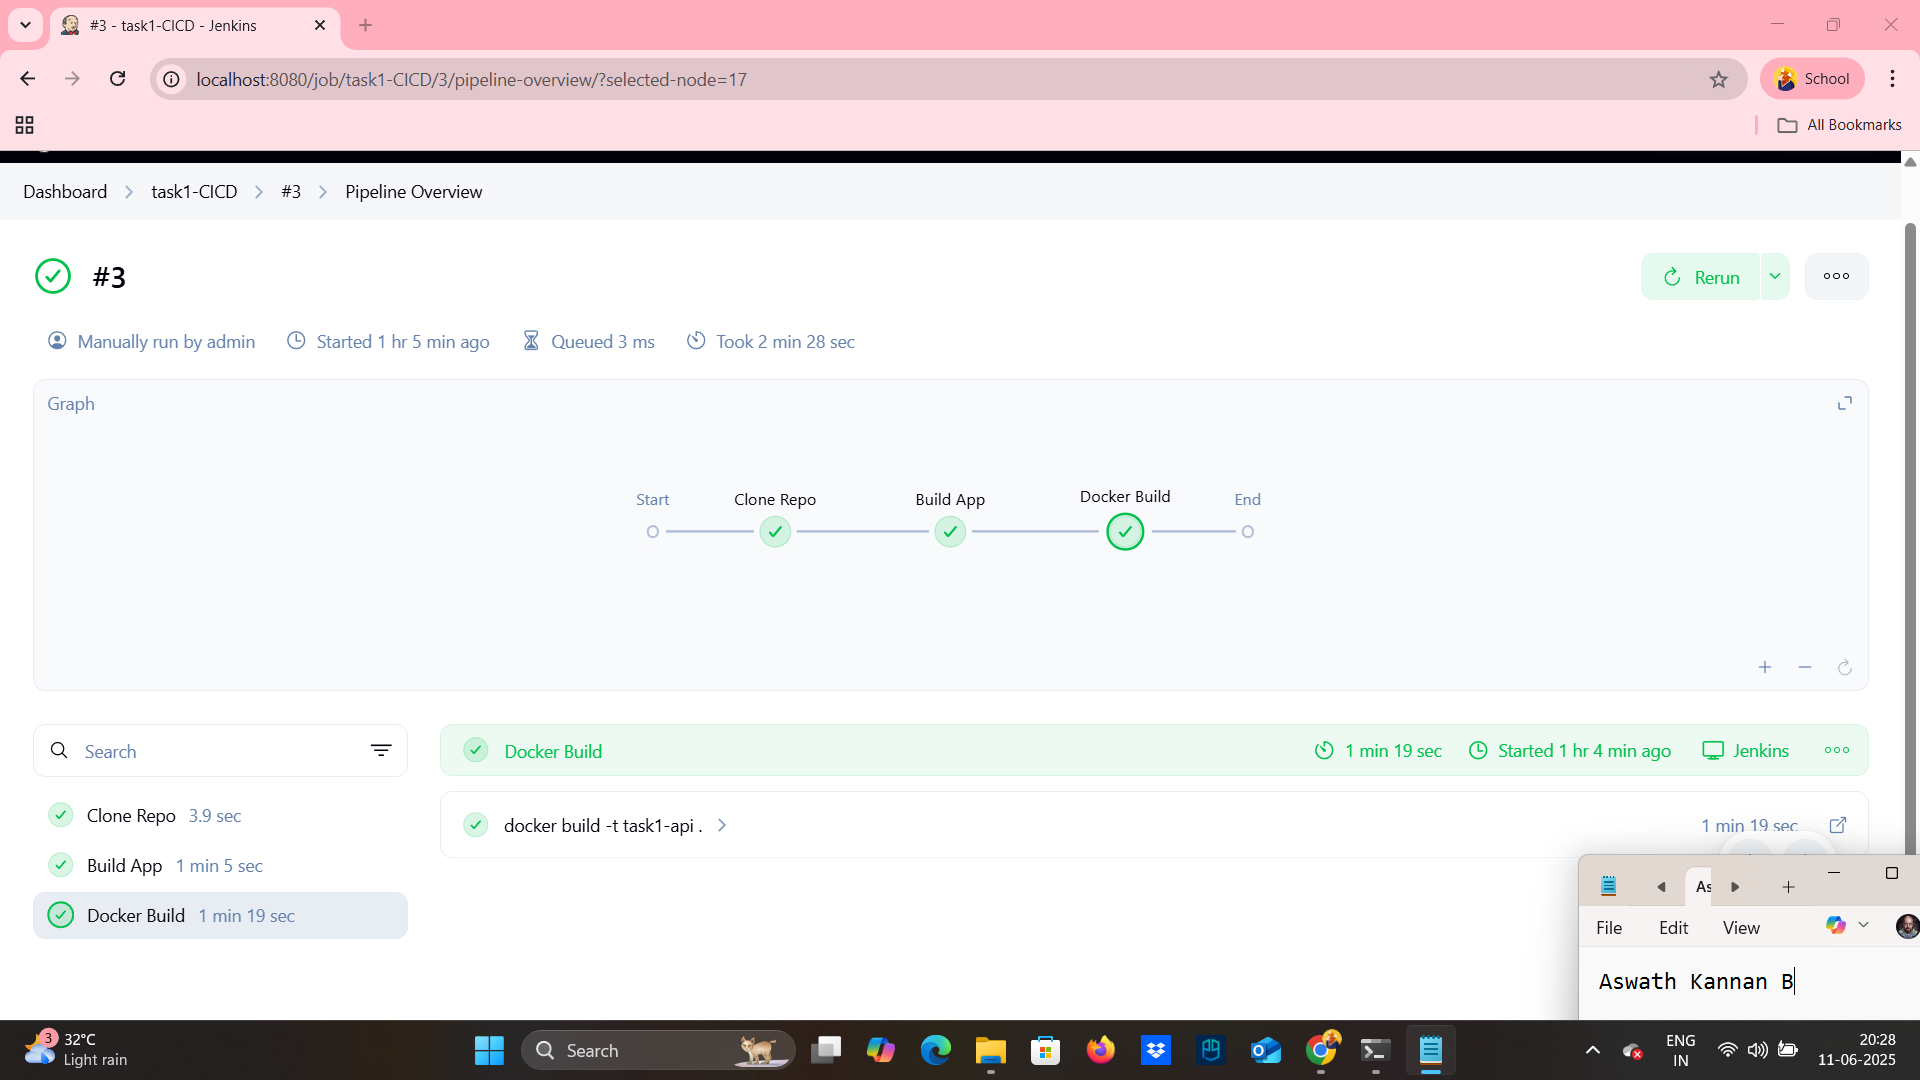 #3 - task1-CICD - Jenkins
localhost:8080/job/task1-CICD/3/pipeline-overview/?selected-node=17
School
All Bookmarks
Dashboard task1-CICD #3 Pipeline Overview
#3
Rerun
Manually run by admin Started 1 hr 5 min ago Queued 3 ms Took 2 min 28 sec
Graph
Start Clone Repo Build App Docker Build End
Search
Docker Build 1 min 19 sec Started 1 hr 4 min ago Jenkins
Clone Repo 3.9 sec
docker build -t task1-api . 1 min 19 sec
Build App 1 min 5 sec
Docker Build 1 min 19 sec
As
File Edit View
Aswath Kannan B
3
32°C
Light rain
Search
ENG
IN
20:28
11-06-2025